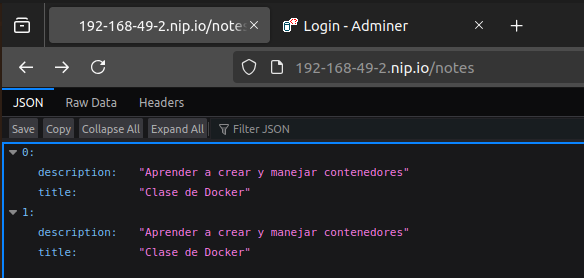 192-168-49-2.nip.io/notes
Login - Adminer
192-168-49-2.nip.io/notes
JSON
Raw Data
Headers
Save
Copy
Collapse All
Expand All
Filter JSON
0:
description: "Aprender a crear y manejar contenedores"
title: "Clase de Docker"
1:
description: "Aprender a crear y manejar contenedores"
title: "Clase de Docker"